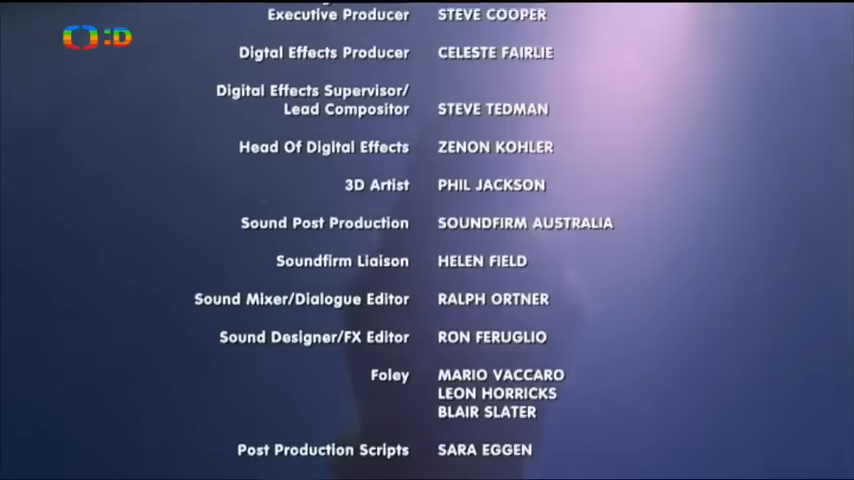 :D
Executive Producer STEVE COOPER
Digtal Effects Producer CELESTE FAIRLIE
Digital Effects Supervisor/
Lead Compositor STEVE TEDMAN
Head Of Digital Effects ZENON KOHLER
3D Artist PHIL JACKSON
Sound Post Production SOUNDFIRM AUSTRALIA
Soundfirm Liaison HELEN FIELD
Sound Mixer/Dialogue Editor RALPH ORTNER
Sound Designer/FX Editor RON FERUGLIO
Foley MARIO VACCARO
LEON HORRICKS
BLAIR SLATER
Post Production Scripts SARA EGGEN